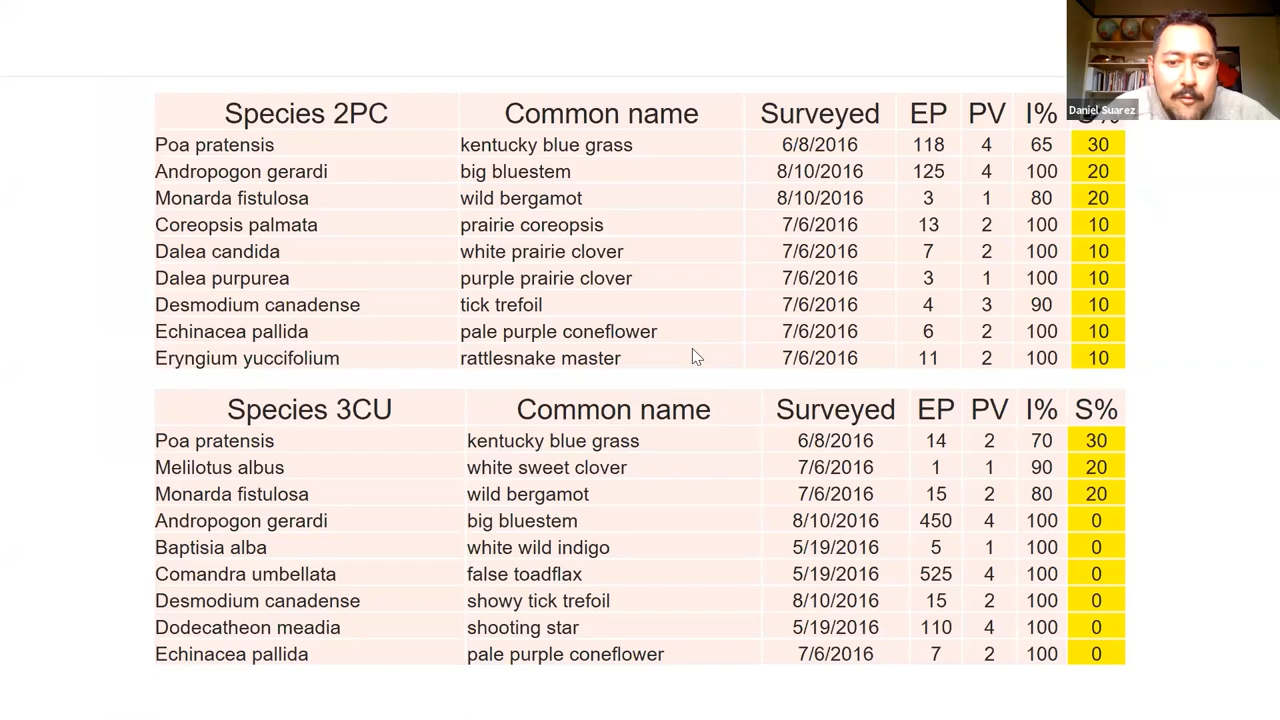 Daniel Suarez
Species 2PC Common name Surveyed EP PV I%
Poa pratensis kentucky blue grass 6/8/2016 118 4 65 30
Andropogon gerardi big bluestem 8/10/2016 125 4 100 20
Monarda fistulosa wild bergamot 8/10/2016 3 1 80 20
Coreopsis palmata prairie coreopsis 7/6/2016 13 2 100 10
Dalea candida white prairie clover 7/6/2016 7 2 100 10
Dalea purpurea purple prairie clover 7/6/2016 3 1 100 10
Desmodium canadense tick trefoil 7/6/2016 4 3 90 10
Echinacea pallida pale purple coneflower 7/6/2016 6 2 100 10
Eryngium yuccifolium rattlesnake master 7/6/2016 11 2 100 10
Species 3CU Common name Surveyed EP PV I% S%
Poa pratensis kentucky blue grass 6/8/2016 14 2 70 30
Melilotus albus white sweet clover 7/6/2016 1 1 90 20
Monarda fistulosa wild bergamot 7/6/2016 15 2 80 20
Andropogon gerardi big bluestem 8/10/2016 450 4 100 0
Baptisia alba white wild indigo 5/19/2016 5 1 100 0
Comandra umbellata false toadflax 5/19/2016 525 4 100 0
Desmodium canadense showy tick trefoil 8/10/2016 15 2 100 0
Dodecatheon meadia shooting star 5/19/2016 110 4 100 0
Echinacea pallida pale purple coneflower 7/6/2016 7 2 100 0